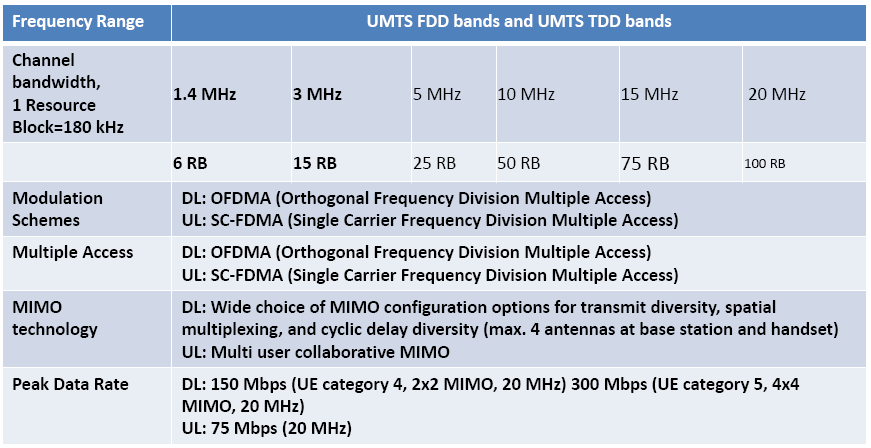 Frequency Range UMTS FDD bands and UMTS TDD bands
Channel
bandwidth,
1 Resource
Block=180 kHz
1.4 MHz 3 MHz 5 MHz 10 MHz 15 MHz 20 MHz
6 RB 15 RB 25 RB 50 RB 75 RB 100 RB
Modulation
Schemes
DL: OFDMA (Orthogonal Frequency Division Multiple Access)
UL: SC-FDMA (Single Carrier Frequency Division Multiple Access)
Multiple Access
DL: OFDMA (Orthogonal Frequency Division Multiple Access)
UL: SC-FDMA (Single Carrier Frequency Division Multiple Access)
MIMO
technology
DL: Wide choice of MIMO configuration options for transmit diversity, spatial
multiplexing, and cyclic delay diversity (max. 4 antennas at base station and handset)
UL: Multi user collaborative MIMO
Peak Data Rate
DL: 150 Mbps (UE category 4, 2x2 MIMO, 20 MHz) 300 Mbps (UE category 5, 4x4
MIMO, 20 MHz)
UL: 75 Mbps (20 MHz)